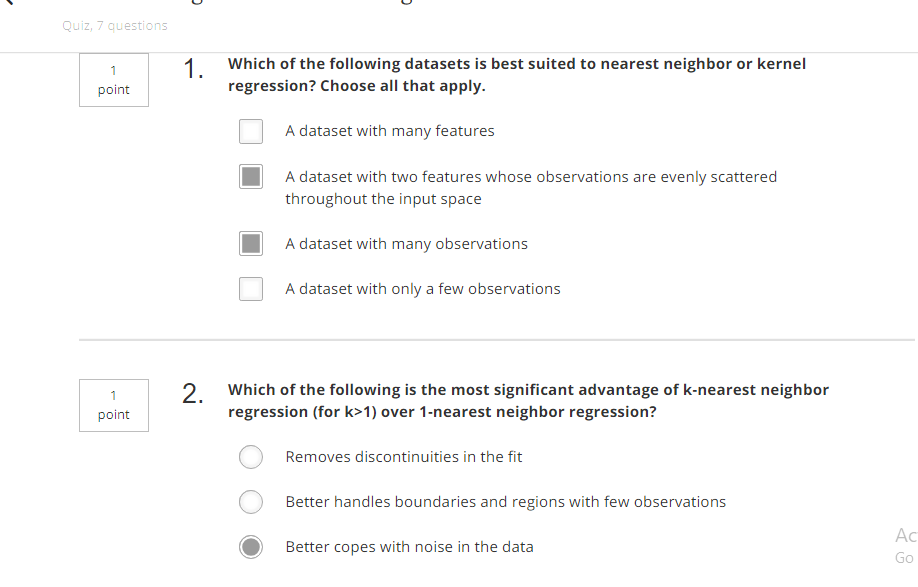 Quiz, 7 questions
1
point
1.
Which of the following datasets is best suited to nearest neighbor or kernel
regression? Choose all that apply.
A dataset with many features
A dataset with two features whose observations are evenly scattered
throughout the input space
A dataset with many observations
A dataset with only a few observations
1
point
2.
Which of the following is the most significant advantage of k-nearest neighbor
regression (for k>1) over 1-nearest neighbor regression?
Removes discontinuities in the fit
Better handles boundaries and regions with few observations
Better copes with noise in the data
Ac
Go